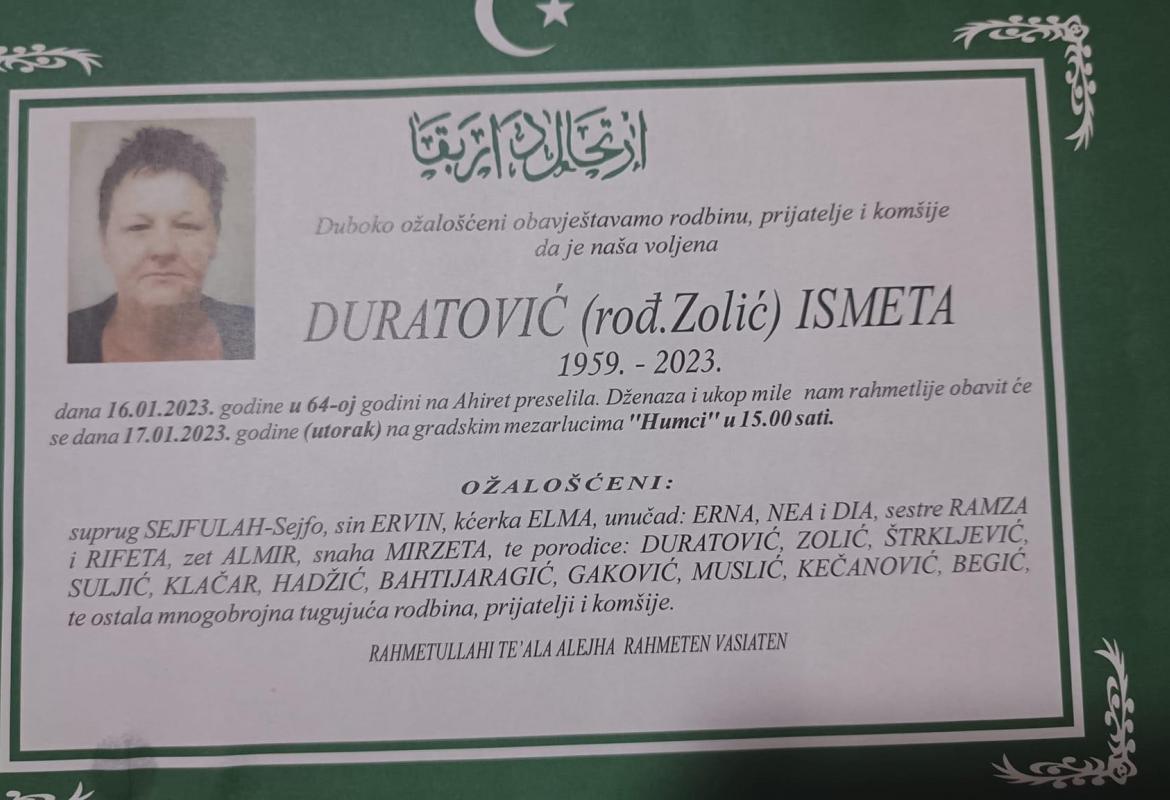 ارتحال دار بقا
Duboko ožalošćeni obavještavamo rodbinu, prijatelje i komšije
da je naša voljena
DURATOVIĆ (rođ.Zolić) ISMETA
1959. - 2023.
dana 16.01.2023. godine u 64-oj godini na Ahiret preselila. Dženaza i ukop mile nam rahmetlije obavit će
se dana 17.01.2023. godine (utorak) na gradskim mezarlucima "Humci" u 15.00 sati.
OŽALOŠĆENI:
suprug SEJFULAH-Sejfo, sin ERVIN, kćerka ELMA, unučad: ERNA, NEA i DIA, sestre RAMZA
i RIFETA, zet ALMIR, snaha MIRZETA, te porodice: DURATOVIĆ, ZOLIĆ, ŠTRKLJEVIĆ,
SULJIĆ, KLAČAR, HADŽIĆ, BAHTIJARAGIĆ, GAKOVIĆ, MUSLIĆ, KEČANOVIĆ, BEGIĆ,
te ostala mnogobrojna tugujuća rodbina, prijatelji i komšije.
RAHMETULLAHI TE'ALA ALEJHA RAHMETEN VASIATEN